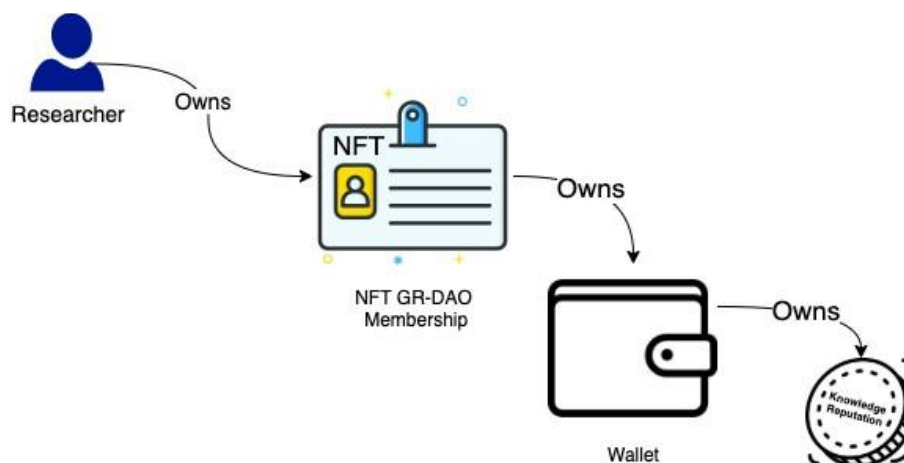 Researcher
Owns
NFT
NFT GR-DAO
Membership
Owns
Wallet
Owns
Knowledge
Reputation